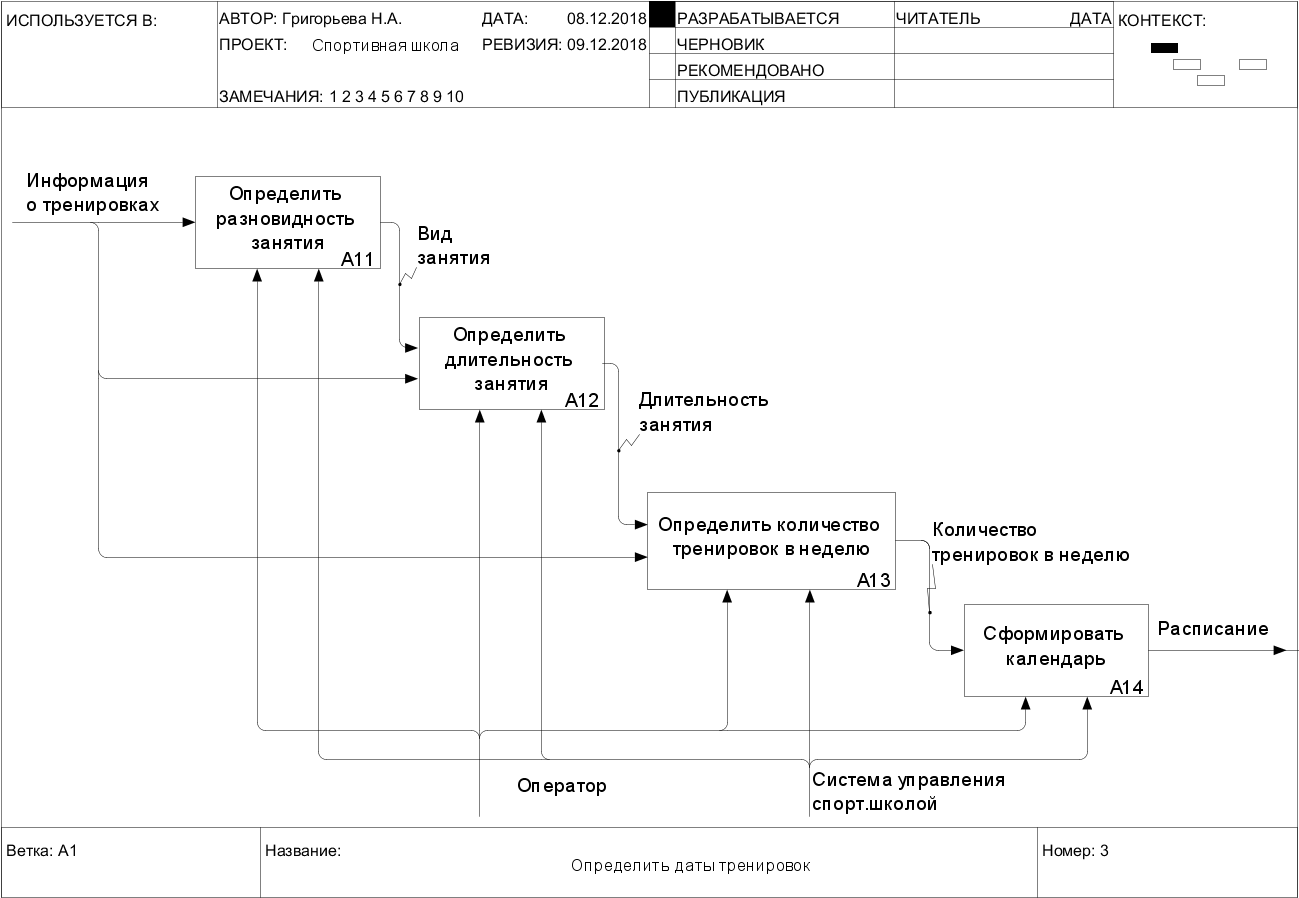 ИСПОЛЬЗУЕТСЯ В:
АВТОР: Григорьева Н.А.
ДАТА: 08.12.2018
ПРОЕКТ: Спортивная школа
РЕВИЗИЯ: 09.12.2018
ЗАМЕЧАНИЯ: 1 2 3 4 5 6 7 8 9 10
РАЗРАБАТЫВАЕТСЯ
ЧЕРНОВИК
РЕКОМЕНДОВАНО
ПУБЛИКАЦИЯ
ЧИТАТЕЛЬ ДАТА
КОНТЕКСТ:
Информация
о тренировках
Определить
разновидность
занятия
A11
Вид
занятия
Определить
длительность
занятия
A12
Длительность
занятия
Определить количество
тренировок в неделю
A13
Количество
тренировок в неделю
Сформировать
календарь
A14
Расписание
Оператор
Система управления
спорт.школой
Ветка: A1
Название:
Определить даты тренировок
Номер: 3